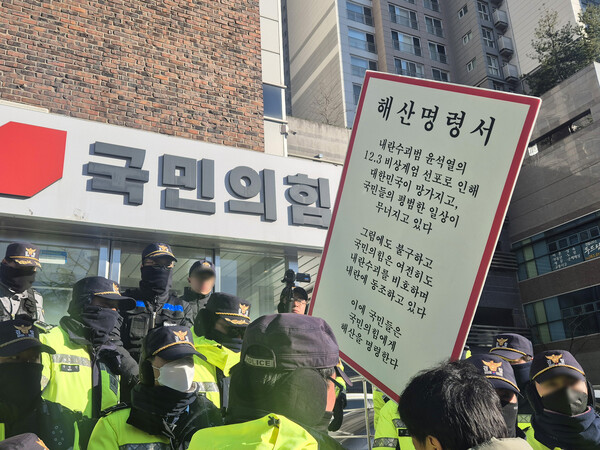 국민의힘
해산명령서
내란수괴범 윤석열의
12.3 비상계엄 선포로 인해
대한민국이 망가지고,
국민들의 평범한 일상이
무너지고 있다
그럼에도 불구하고
국민의힘은 여전히도
내란수괴를 비호하며
내란에 동조하고 있다
이에 국민들은
국민의힘에게
해산을 명령한다
POLICE